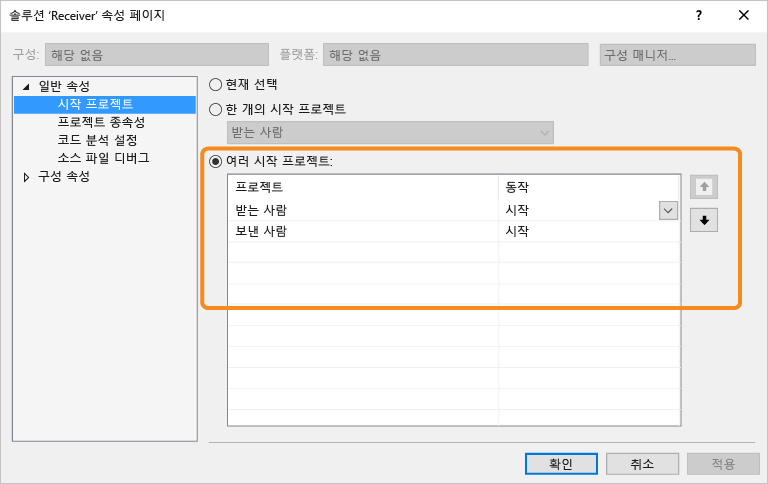 솔루션 ‘Receiver’ 속성 페이지
?
구성: 해당 없음 플랫폼: 해당 없음 구성 매니저...
일반 속성
시작 프로젝트
프로젝트 종속성
코드 분석 설정
소스 파일 디버그
구성 속성
현재 선택
한 개의 시작 프로젝트
받는 사람
여러 시작 프로젝트:
프로젝트 동작
받는 사람 시작
보낸 사람 시작
확인 취소 적용